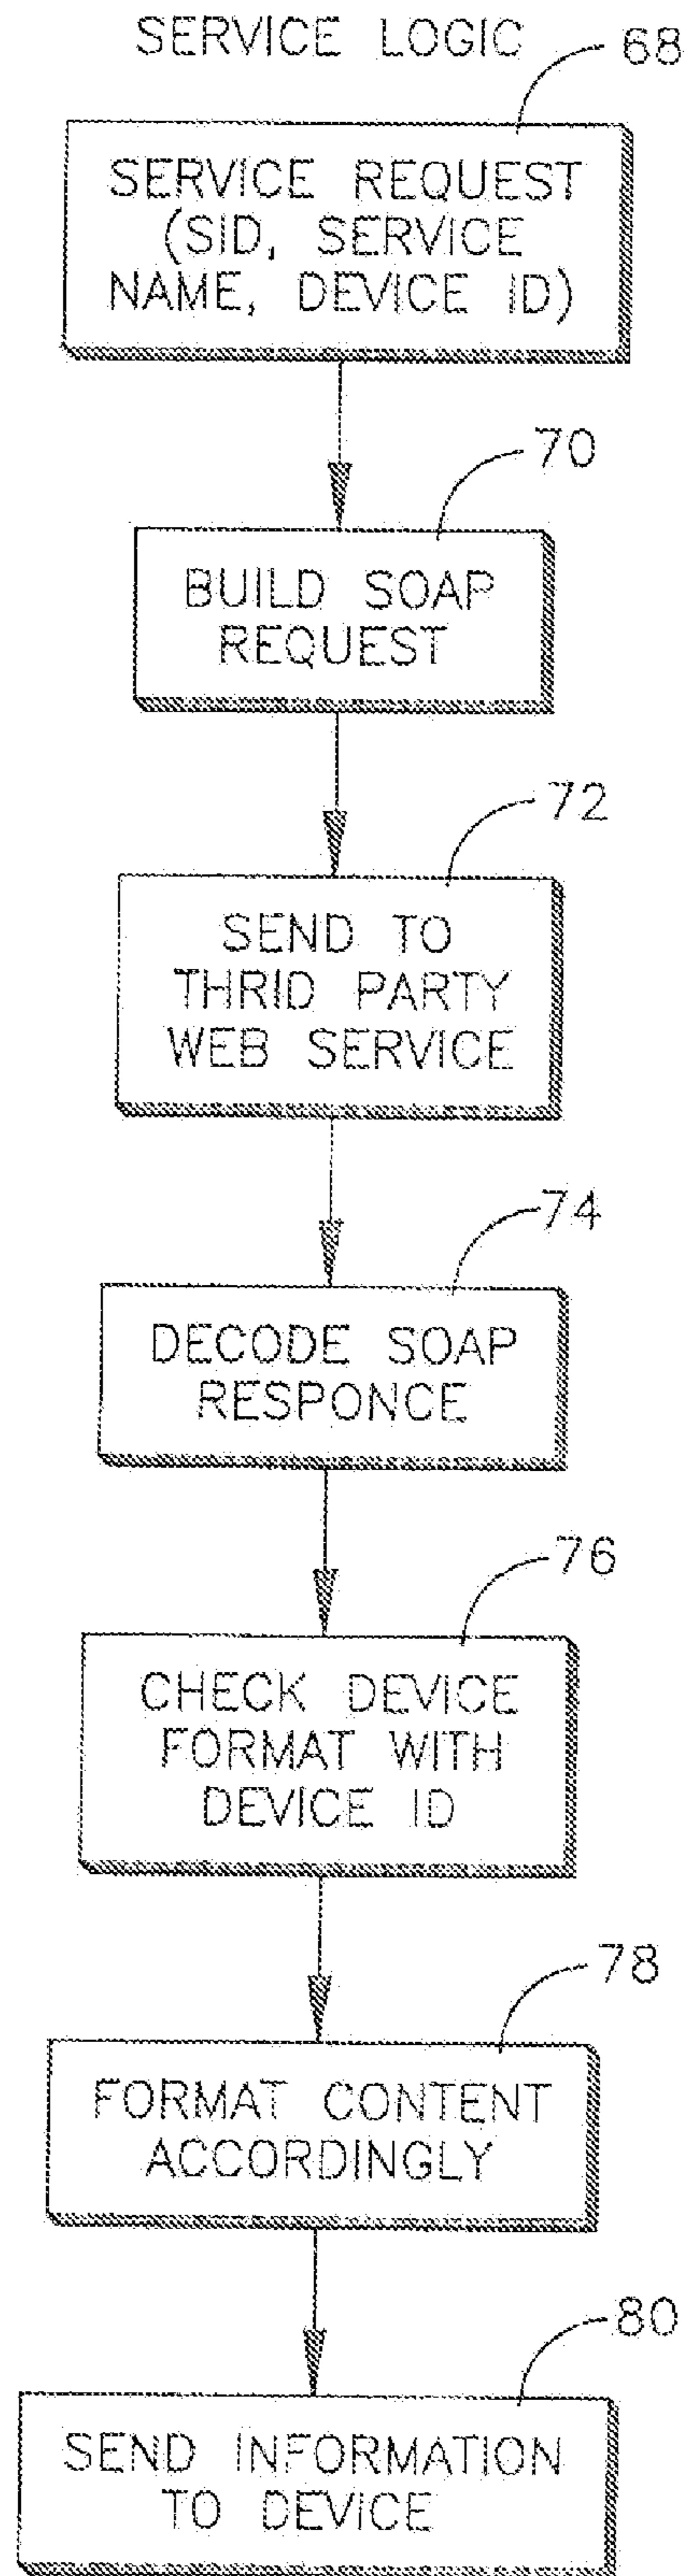 SERVICE LOGIC
68
SERVICE REQUEST
(SID, SERVICE
NAME, DEVICE ID)
70
BUILD SOAP
REQUEST
72
SEND TO
THRID PARTY
WEB SERVICE
74
DECODE SOAP
RESPONCE
76
CHECK DEVICE
FORMAT WITH
DEVICE ID
78
FORMAT CONTENT
ACCORDINGLY
80
SEND INFORMATION
TO DEVICE